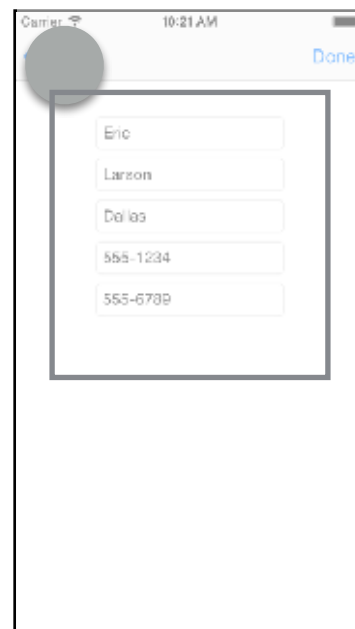 Carrier 10:21 AM
Done
Eric
Larson
Dallas
555-1234
555-6789